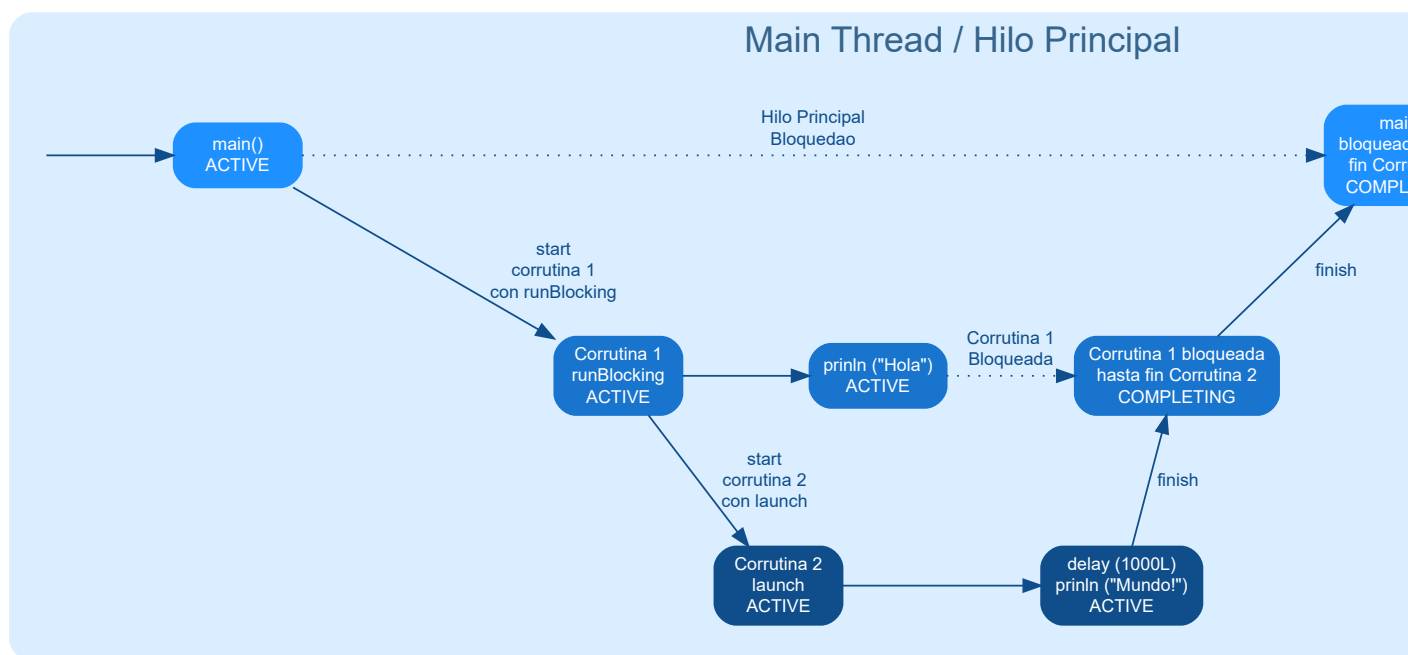 Main Thread / Hilo Principal
main()
ACTIVE
Hilo Principal
Bloquedao
fin
start
corrutina 1
con runBlocking
finish
Corrutina 1
runBlocking
ACTIVE
prinln ("Hola")
ACTIVE
Corrutina 1
Bloqueada
Corrutina 1 bloqueada
hasta fin Corrutina 2
COMPLETING
start
corrutina 2
con launch
finish
Corrutina 2
launch
ACTIVE
delay (1000L)
prinln ("Mundo!")
ACTIVE